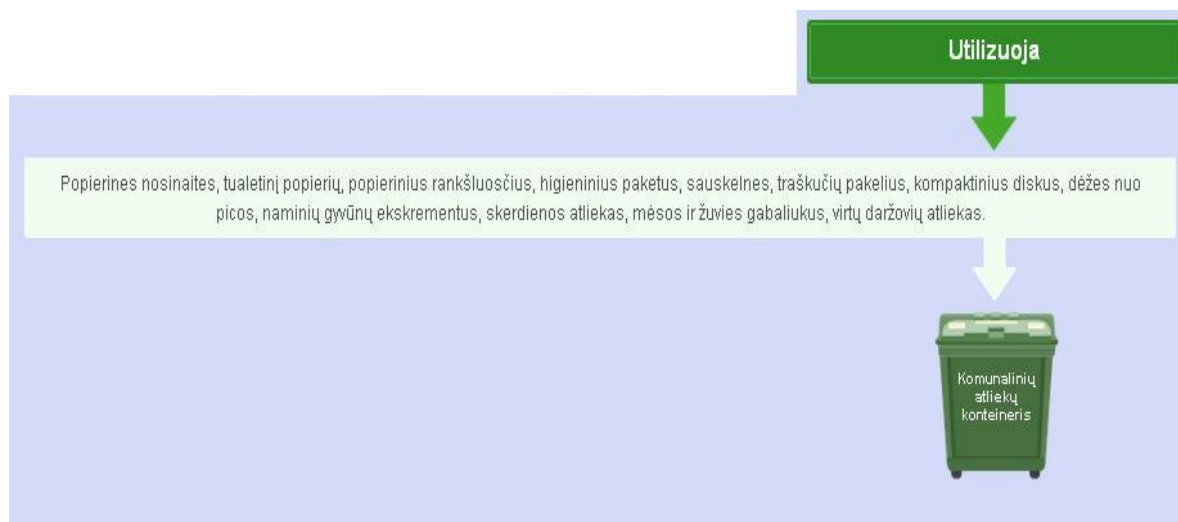 Utilizuoja
Popierines nosinaites, tualetinį popierių, popierinius rankšluosčius, higieninius paketus, sauskelnes, traškučių pakelius, kompaktinius diskus, dėžes nuo
picos, naminių gyvūnų ekskrementus, skerdienos atliekas, mėsos ir žuvies gabaliukus, virtų daržovių atliekas.
Komunalinių
atliekų
konteineris